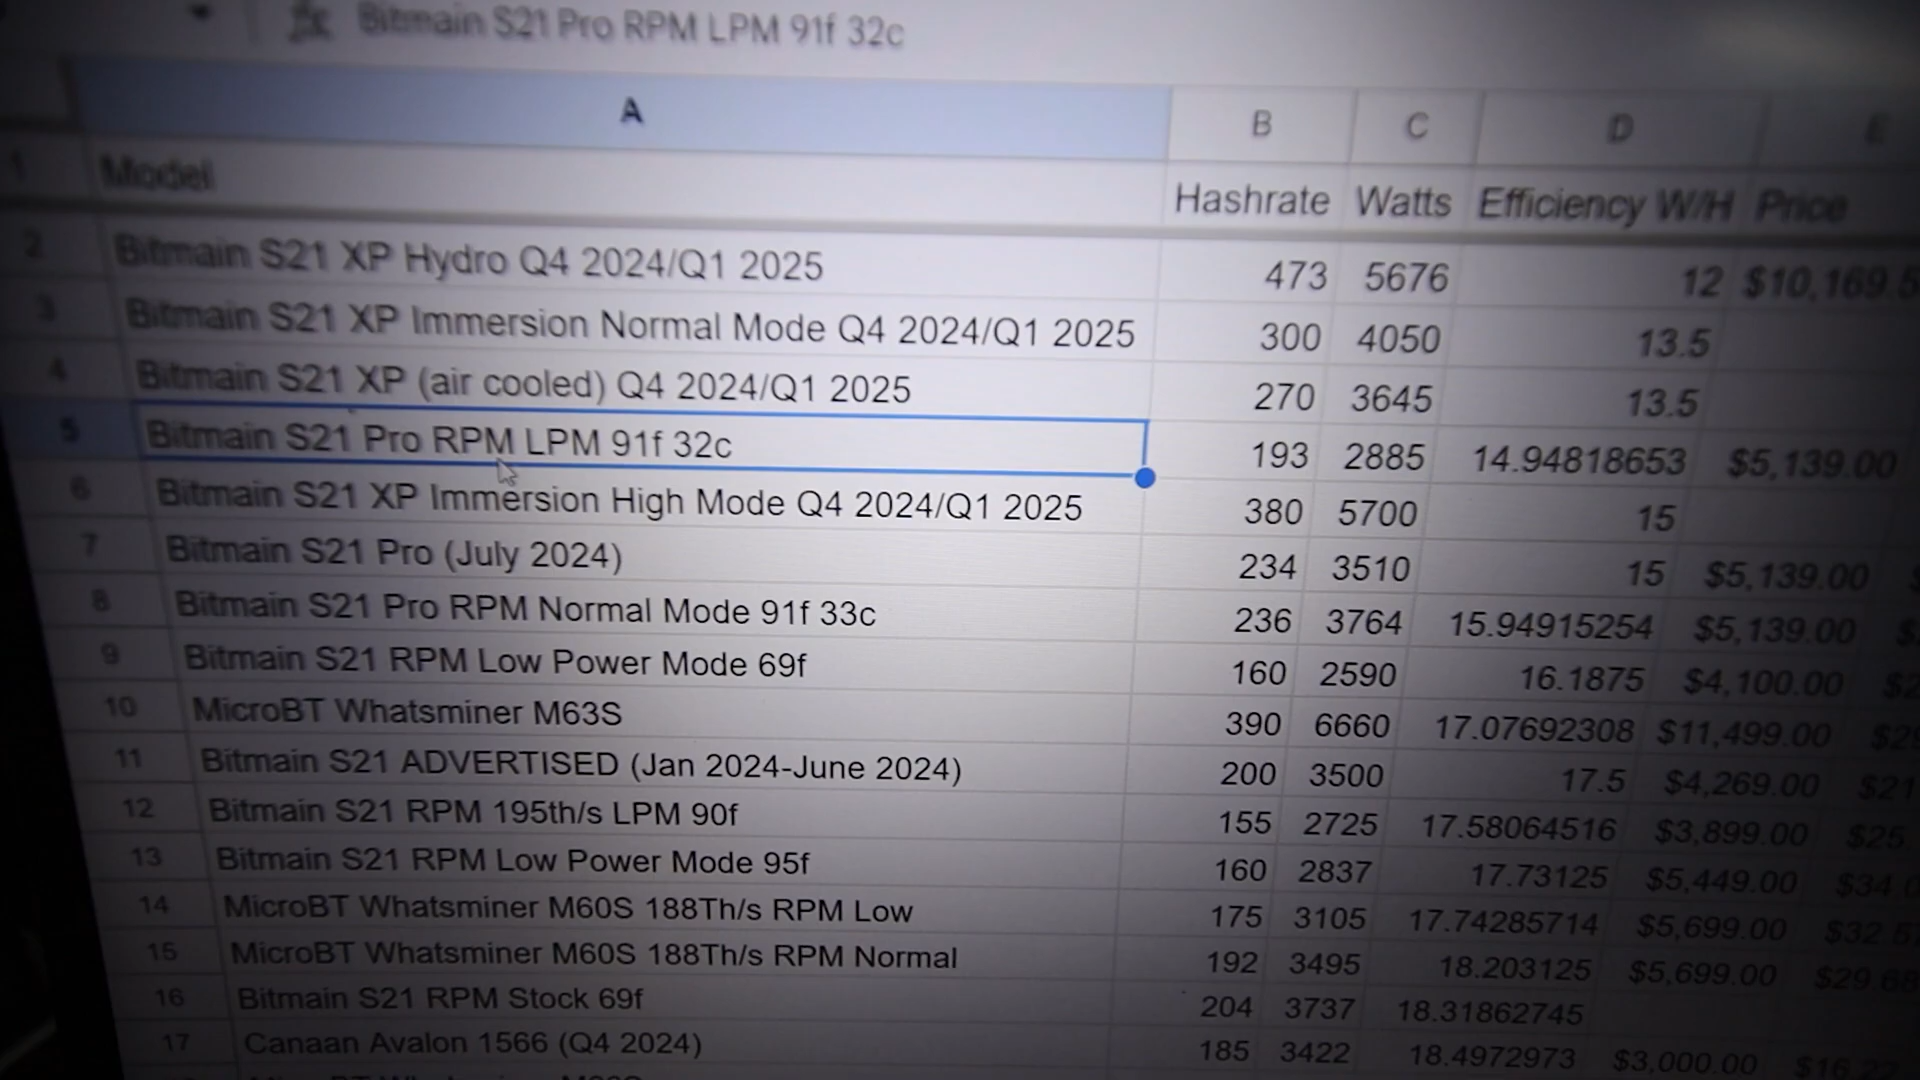 fx Bitmain S21 Pro RPM LPM 91f 32c
A B C D E
1 Model Hashrate Watts Efficiency W/H Price
2 Bitmain S21 XP Hydro Q4 2024/Q1 2025 473 5676 12 $10,169.5
3 Bitmain S21 XP Immersion Normal Mode Q4 2024/Q1 2025 300 4050 13.5
4 Bitmain S21 XP (air cooled) Q4 2024/Q1 2025 270 3645 13.5
5 Bitmain S21 Pro RPM LPM 91f 32c 193 2885 14.94818653 $5,139.00
6 Bitmain S21 XP Immersion High Mode Q4 2024/Q1 2025 380 5700 15
7 Bitmain S21 Pro (July 2024) 234 3510 15 $5,139.00
8 Bitmain S21 Pro RPM Normal Mode 91f 33c 236 3764 15.94915254 $5,139.00
9 Bitmain S21 RPM Low Power Mode 69f 160 2590 16.1875 $4,100.00
10 MicroBT Whatsminer M63S 390 6660 17.07692308 $11,499.00
11 Bitmain S21 ADVERTISED (Jan 2024-June 2024) 200 3500 17.5 $4,269.00 $21
12 Bitmain S21 RPM 195th/s LPM 90f 155 2725 17.58064516 $3,899.00 $25
13 Bitmain S21 RPM Low Power Mode 95f 160 2837 17.73125 $5,449.00 $34.0
14 MicroBT Whatsminer M60S 188Th/s RPM Low 175 3105 17.74285714 $5,699.00 $32.57
15 MicroBT Whatsminer M60S 188Th/s RPM Normal 192 3495 18.203125 $5,699.00 $29.68
16 Bitmain S21 RPM Stock 69f 204 3737 18.31862745
17 Canaan Avalon 1566 (Q4 2024) 185 3422 18.4972973 $3,000.00 $16.22